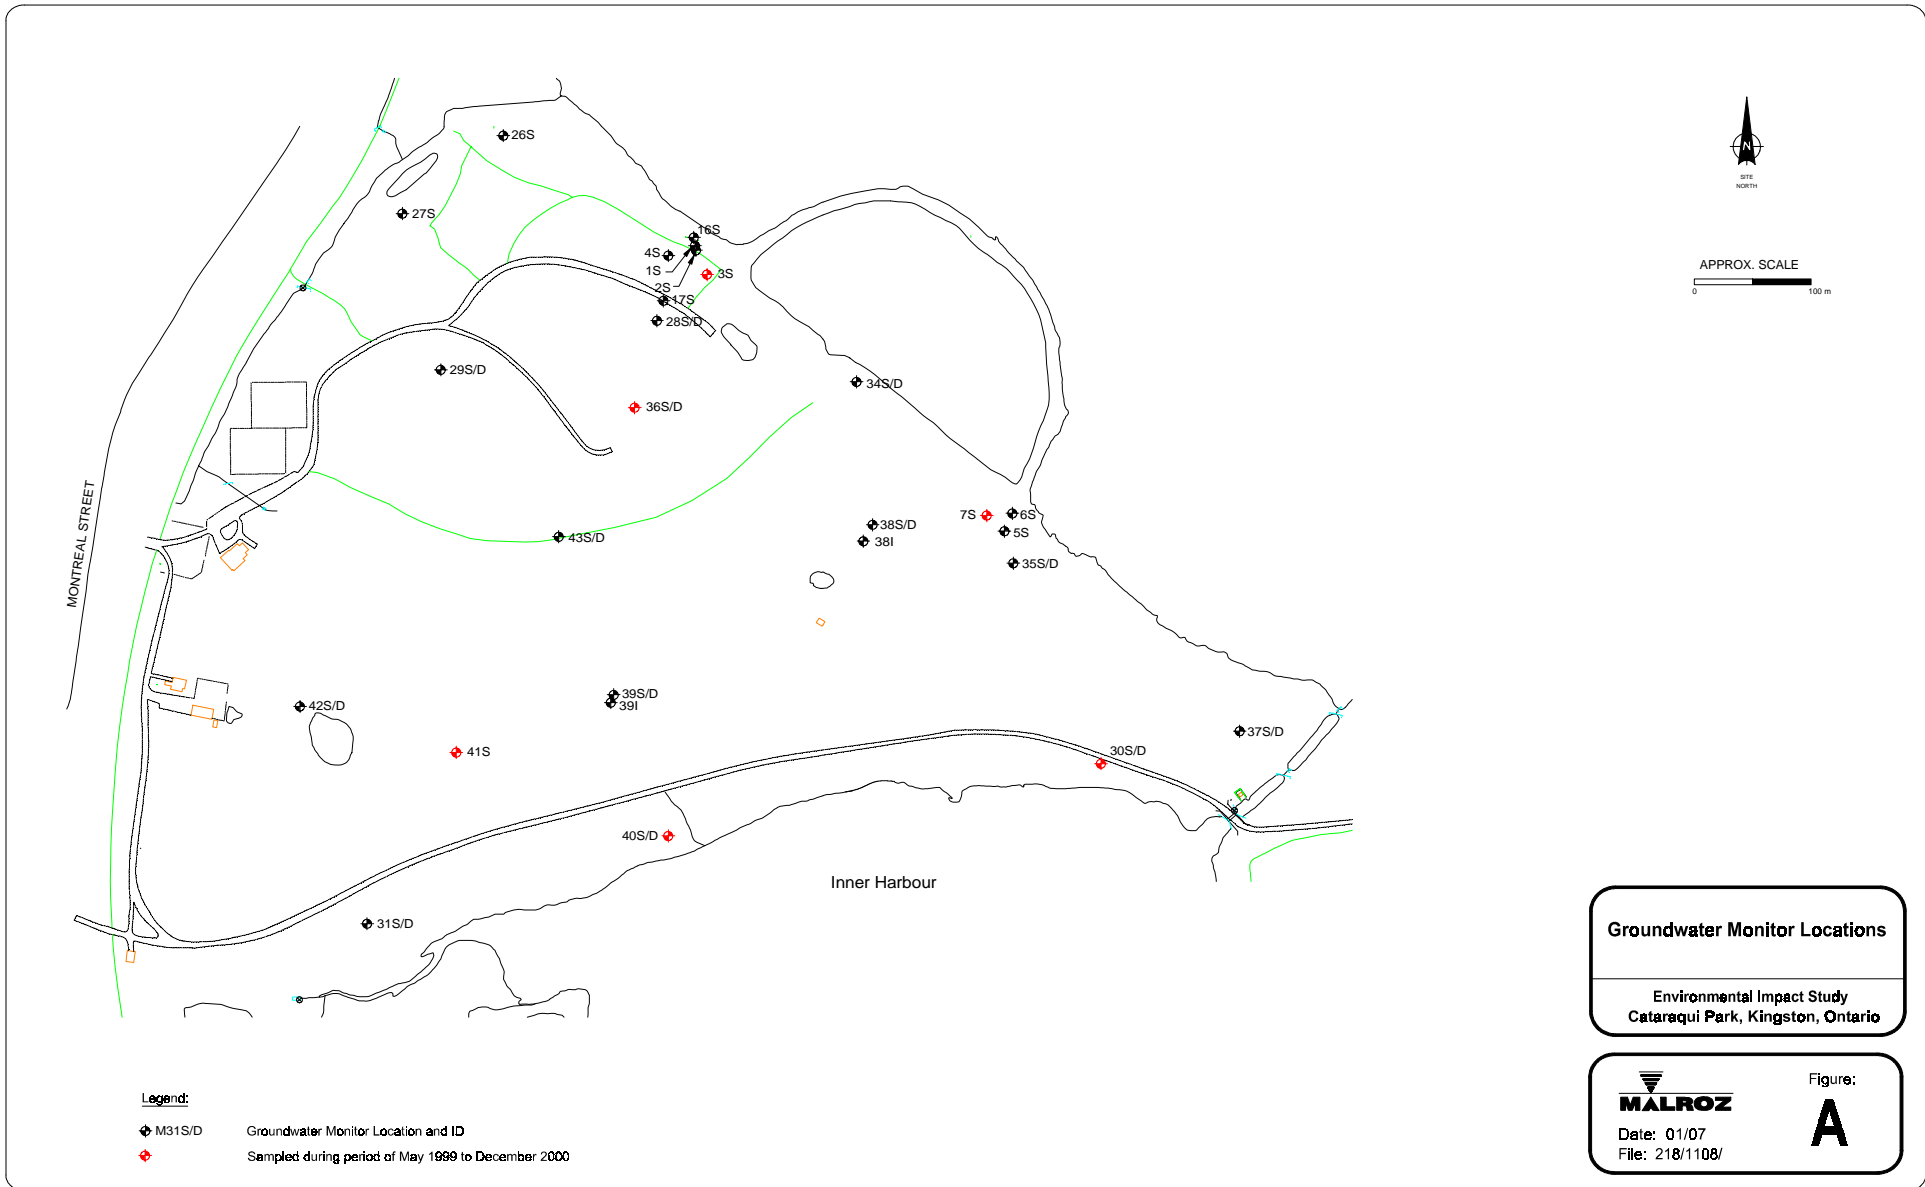 26S
27S
16S
4S
1S
3S
2S
17S
28S/D
29S/D
34S/D
36S/D
N
SITE
NORTH
APPROX. SCALE
0 100 m
MONTREAL STREET
7S
6S
38S/D
5S
43S/D
38I
35S/D
39S/D
39I
42S/D
41S
37S/D
30S/D
40S/D
Inner Harbour
31S/D
Groundwater Monitor Locations
Environmental Impact Study
Cataraqui Park, Kingston, Ontario
MALROZ
Figure:
A
Date: 01/07
File: 218/1108/
Legend:
M31S/D Groundwater Monitor Location and ID
Sampled during period of May 1999 to December 2000